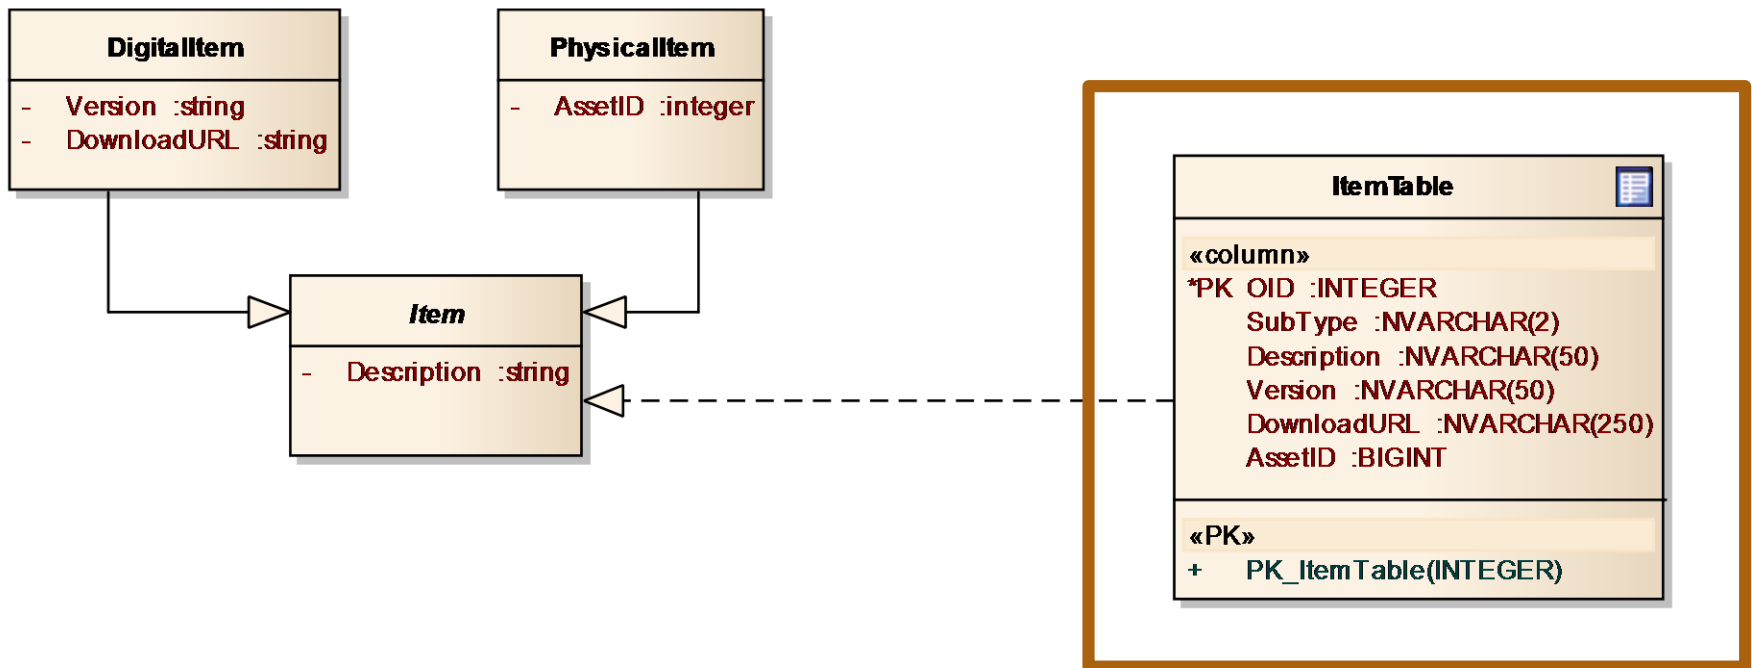 DigitalItem
- Version :string
- DownloadURL :string
PhysicalItem
- AssetID :integer
Item
- Description :string
ItemTable
«column»
*PK OID :INTEGER
SubType :NVARCHAR(2)
Description :NVARCHAR(50)
Version :NVARCHAR(50)
DownloadURL :NVARCHAR(250)
AssetID :BIGINT
«PK»
+ PK_ItemTable(INTEGER)